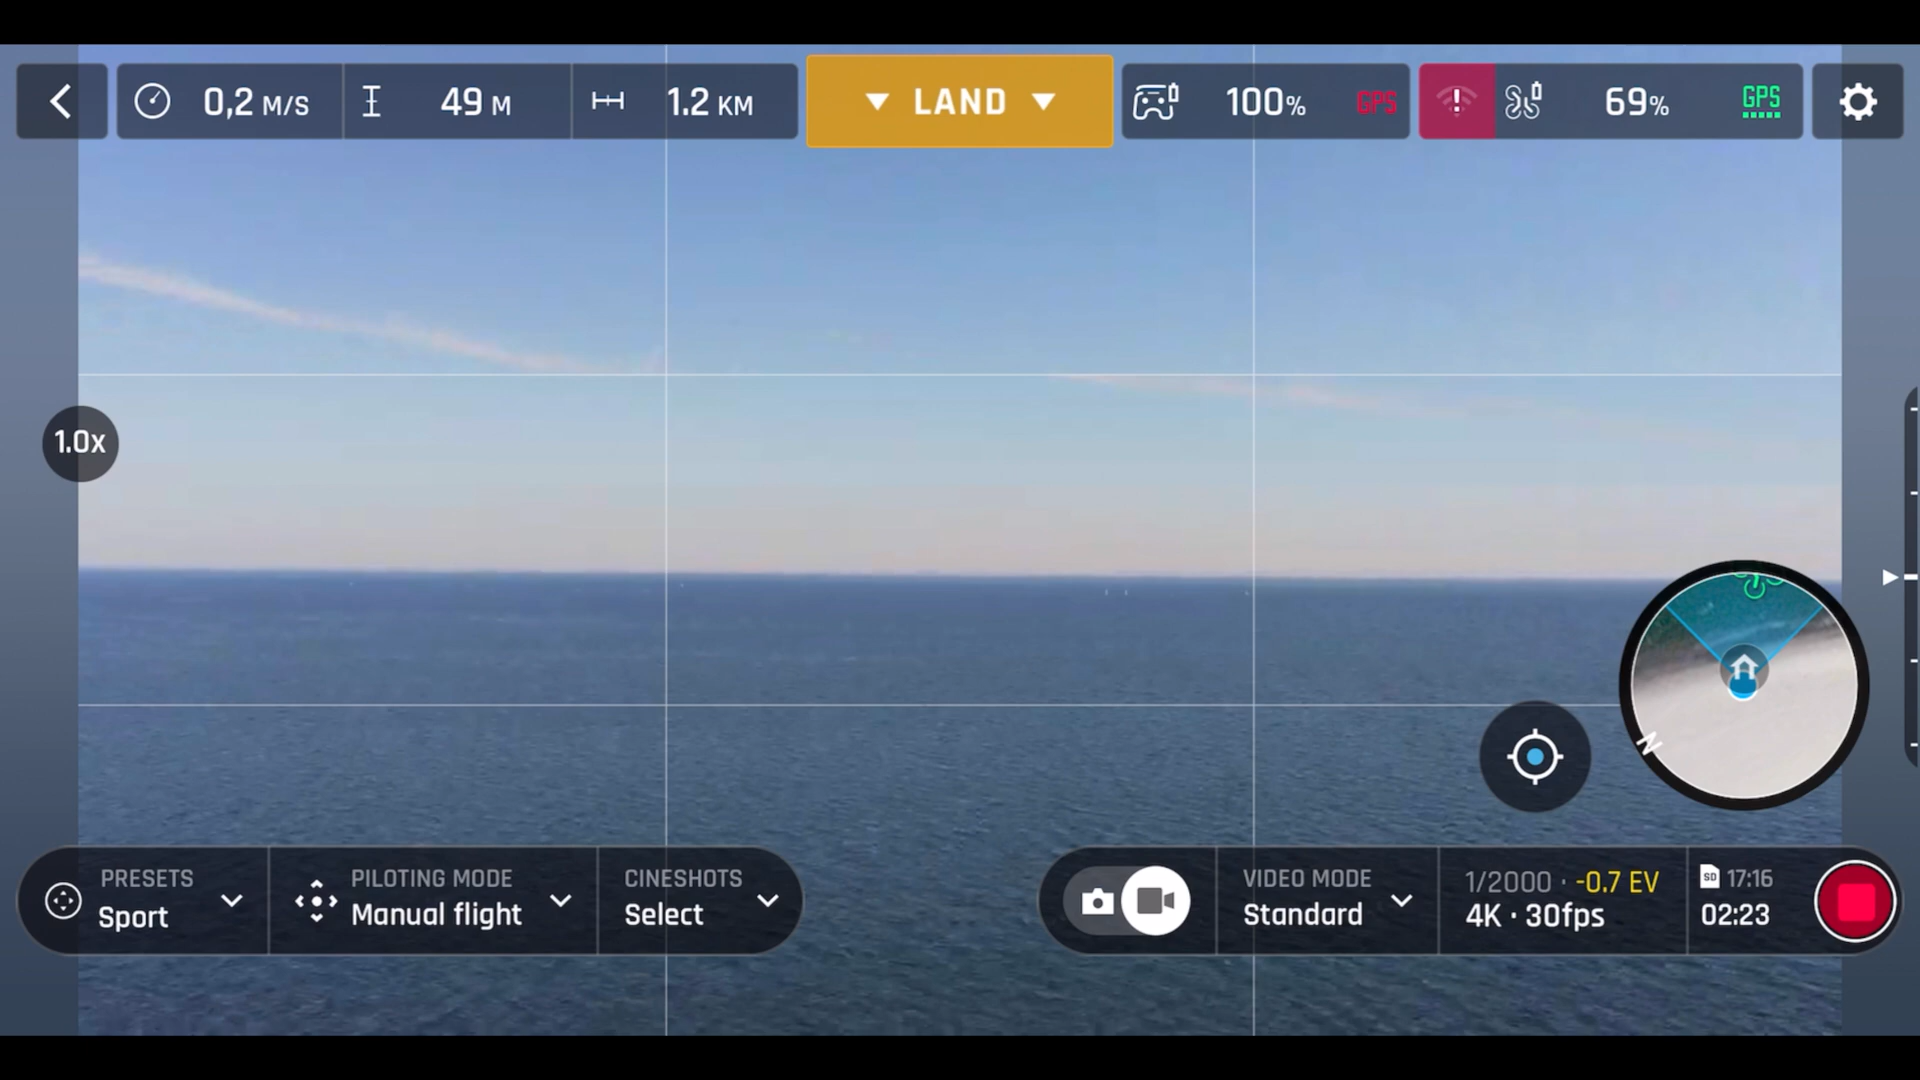 0,2 M/S
49 M
1.2 KM
▼ LAND ▼
100%
GPS
!
69%
GPS
1.0x
N
PRESETS
Sport
PILOTING MODE
Manual flight
CINESHOTS
Select
VIDEO MODE
Standard
1/2000 · -0.7 EV
4K · 30fps
SD 17:16
02:23